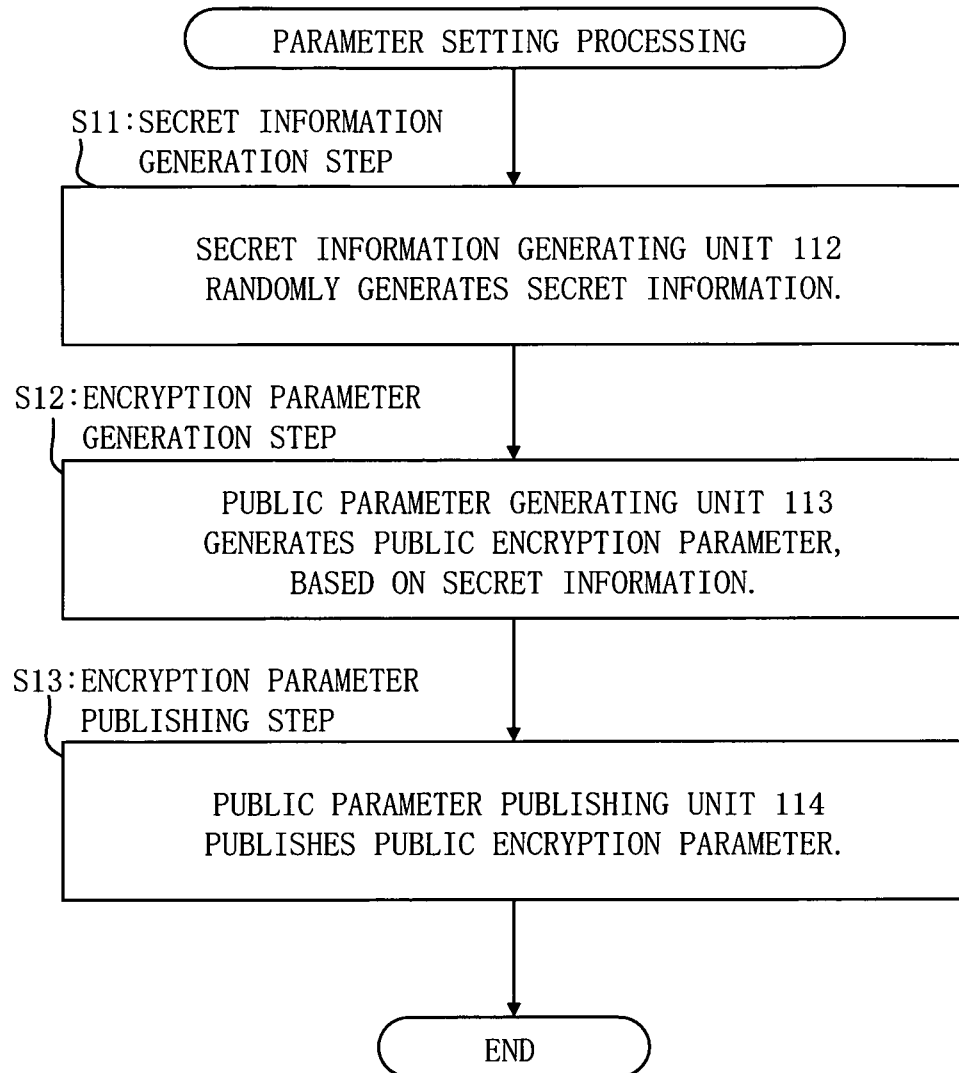 PARAMETER SETTING PROCESSING
S11:SECRET INFORMATION
GENERATION STEP
SECRET INFORMATION GENERATING UNIT 112
RANDOMLY GENERATES SECRET INFORMATION.
S12:ENCRYPTION PARAMETER
GENERATION STEP
PUBLIC PARAMETER GENERATING UNIT 113
GENERATES PUBLIC ENCRYPTION PARAMETER,
BASED ON SECRET INFORMATION.
S13:ENCRYPTION PARAMETER
PUBLISHING STEP
PUBLIC PARAMETER PUBLISHING UNIT 114
PUBLISHES PUBLIC ENCRYPTION PARAMETER.
END